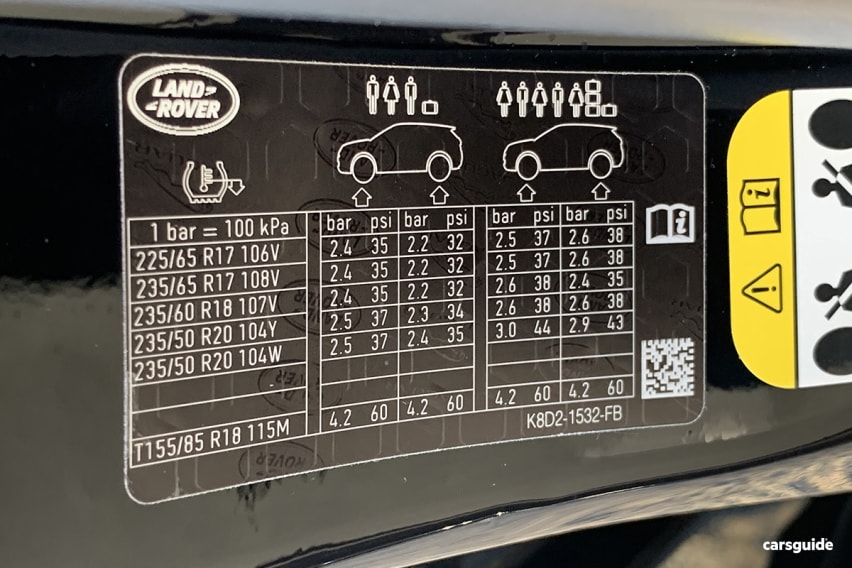 LAND
ROVER
1 bar = 100 kPa bar psi bar psi bar psi bar psi
225/65 R17 106V 2.4 35 2.2 32 2.5 37 2.6 38
235/65 R17 108V 2.4 35 2.2 32 2.5 37 2.6 38
235/60 R18 107V 2.4 35 2.2 32 2.6 38 2.4 35
235/50 R20 104Y 2.5 37 2.3 34 2.6 38 2.6 38
235/50 R20 104W 2.5 37 2.4 35 3.0 44 2.9 43
T155/85 R18 115M 4.2 60 4.2 60 4.2 60 4.2 60
K8D2-1532-FB
carsguide